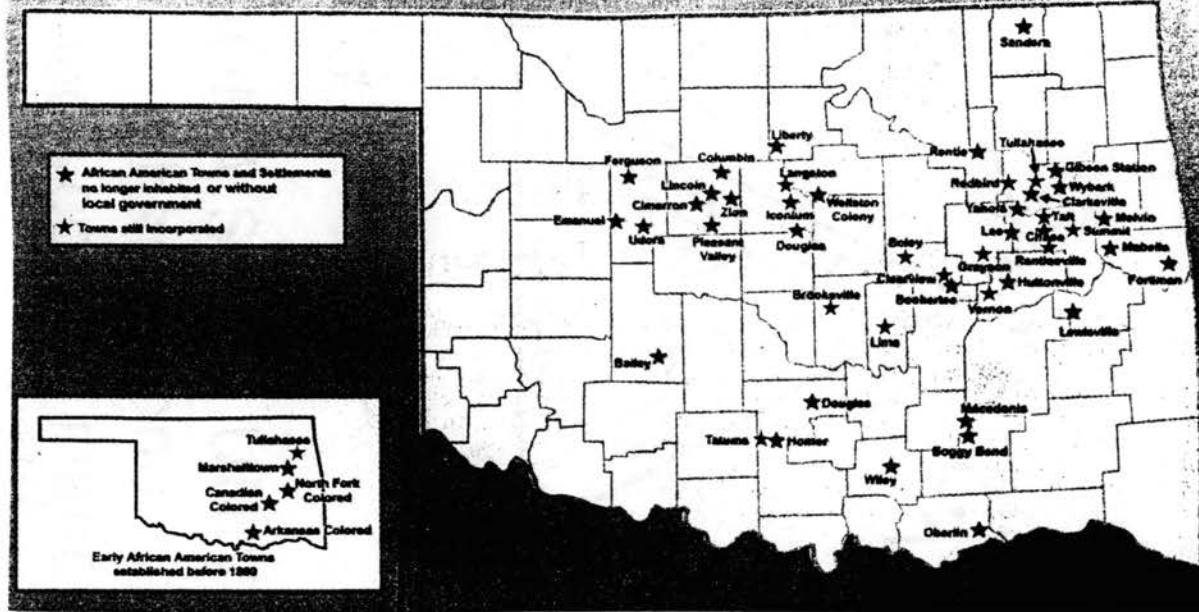 Sanders
Liberty
Tullahassee
Rentie
Ferguson
Columbia
Langston
Gibson Station
Lincoln
Redbird
Wybark
Cimarron
Zion
Wellston
Colony
Clarksville
Iconium
Yahola
Taft
Melvin
Emanuel
Udora
Pleasant
Valley
Douglas
Lee
Chase
Summit
Boley
Rentiesville
Mabelle
Grayson
Clearview
Huttonville
Fortman
Bookertee
Vernon
Brooksville
Lewisville
Lima
Bailey
Douglas
Macedonia
Tatums
Homer
Boggy Bend
Wiley
Oberlin
African American Towns and Settlements
no longer inhabited or without
local government
Towns still incorporated
Tullahassee
Marshalltown
North Fork
Colored
Canadian
Colored
Arkansas Colored
Early African American Towns
established before 1889